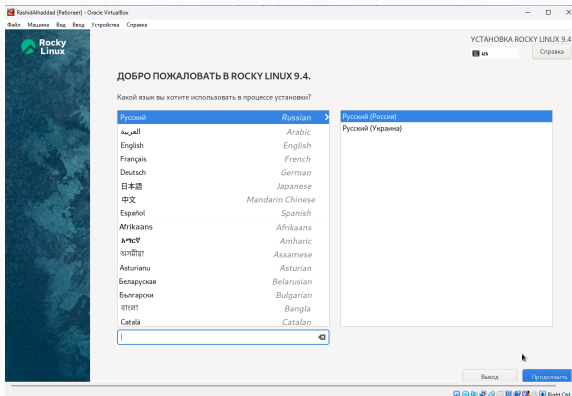 RashidAlhaddad [Работает] - Oracle VirtualBox
Файл Машина Вид Ввод Устройства Справка
Rocky
Linux
УСТАНОВКА ROCKY LINUX 9.4
us
Справка
ДОБРО ПОЖАЛОВАТЬ В ROCKY LINUX 9.4.
Какой язык вы хотите использовать в процессе установки?
Русский Russian
العربية Arabic
English English
Français French
Deutsch German
日本語 Japanese
中文 Mandarin Chinese
Español Spanish
Afrikaans Afrikaans
አማርኛ Amharic
অসমীয়া Assamese
Asturianu Asturian
Беларуская Belarusian
Български Bulgarian
বাংলা Bangla
Català Catalan
Русский (Россия)
Русский (Украина)
Выход
Продолжить
Right Ctrl